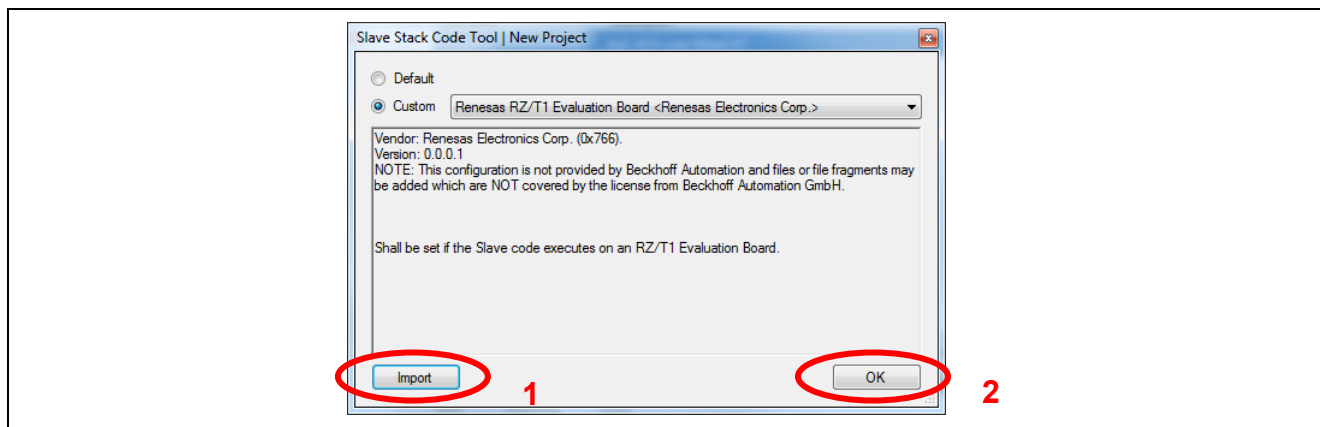 Slave Stack Code Tool | New Project
Default
Custom Renesas RZ/T1 Evaluation Board <Renesas Electronics Corp.>
Vendor: Renesas Electronics Corp. (0x766).
Version: 0.0.0.1
NOTE: This configuration is not provided by Beckhoff Automation and files or file fragments may
be added which are NOT covered by the license from Beckhoff Automation GmbH.
Shall be set if the Slave code executes on an RZ/T1 Evaluation Board.
Import 1 OK 2